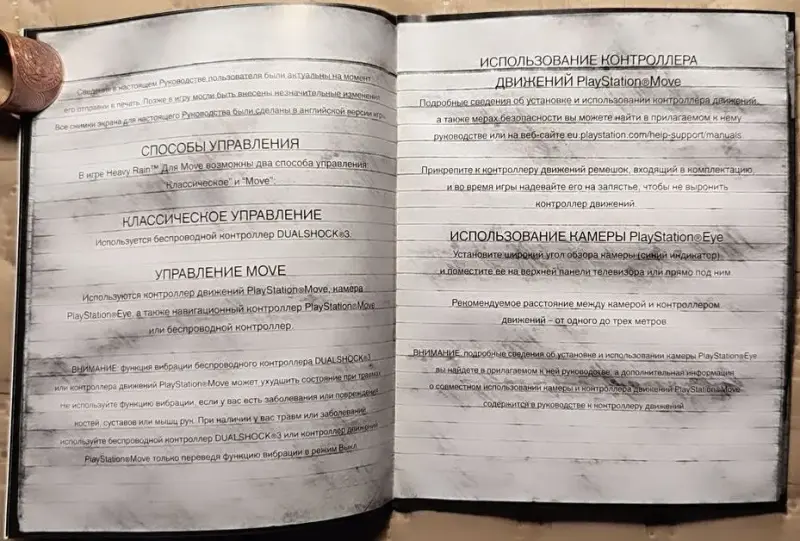 Сведения в настоящем Руководстве пользователя были актуальны на момент
его отправки в печать. Позже в игру могли быть внесены незначительные изменения.
Все снимки экрана для настоящего Руководства были сделаны в английской версии игры.
СПОСОБЫ УПРАВЛЕНИЯ
В игре Heavy Rain™ Для Move возможны два способа управления
"Классическое" и "Move":
КЛАССИЧЕСКОЕ УПРАВЛЕНИЕ
Используется беспроводной контроллер DUALSHOCK®3.
УПРАВЛЕНИЕ MOVE
Используются контроллер движений PlayStation®Move, камера
PlayStation®Eye, а также навигационный контроллер PlayStation®Move
или беспроводной контроллер.
ВНИМАНИЕ: функция вибрации беспроводного контроллера DUALSHOCK®3
или контроллера движений PlayStation®Move может ухудшить состояние при травмах.
Не используйте функцию вибрации, если у вас есть заболевания или повреждения
костей, суставов или мышц рук. При наличии у вас травм или заболевание,
используйте беспроводной контроллер DUALSHOCK®3 или контроллер движений
PlayStation®Move только переведя функцию вибрации в режим Выкл.
ИСПОЛЬЗОВАНИЕ КОНТРОЛЛЕРА
ДВИЖЕНИЙ PlayStation®Move
Подробные сведения об установке и использовании контроллера движений,
а также мерах безопасности вы можете найти в прилагаемом к нему
руководстве или на веб-сайте eu.playstation.com/help-support/manuals.
Прикрепите к контроллеру движений ремешок, входящий в комплектацию,
и во время игры надевайте его на запястье, чтобы не выронить
контроллер движений.
ИСПОЛЬЗОВАНИЕ КАМЕРЫ PlayStation®Eye
Установите широкий угол обзора камеры (синий индикатор)
и поместите ее на верхней панели телевизора или прямо под ним.
Рекомендуемое расстояние между камерой и контроллером
движений – от одного до трех метров.
ВНИМАНИЕ: подробные сведения об установке и использовании камеры PlayStation®Eye
вы найдете в прилагаемом к ней руководстве, а дополнительная информация
о совместном использовании камеры и контроллера движений PlayStation®Move
содержится в руководстве к контроллеру движений.